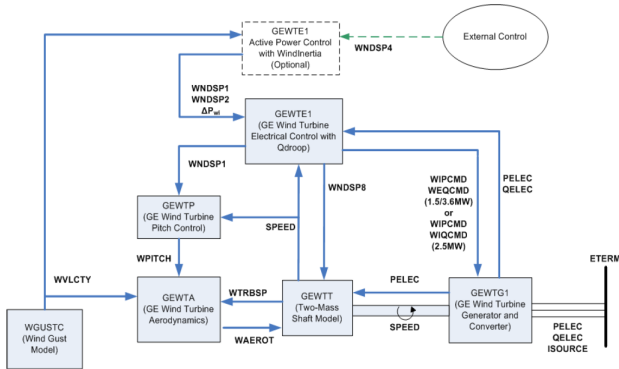 GEWTE1
Active Power Control
with WindInertia
(Optional)
WNDSP4
External Control
WNDSP1
WNDSP2
ΔPwi
GEWTE1
(GE Wind Turbine
Electrical Control with
Qdroop)
WNDSP1
WNDSP8
WIPCMD
WEQCMD
(1.5/3.6MW)
or
WIPCMD
WIQCMD
(2.5MW)
PELEC
QELEC
GEWTP
(GE Wind Turbine
Pitch Control)
SPEED
WPITCH
ETERM
WVLCTY
GEWTA
(GE Wind Turbine
Aerodynamics)
WTRBSP
WAEROT
GEWTT
(Two-Mass
Shaft Model)
PELEC
SPEED
GEWTG1
(GE Wind Turbine
Generator and
Converter)
PELEC
QELEC
ISOURCE
WGUSTC
(Wind Gust
Model)